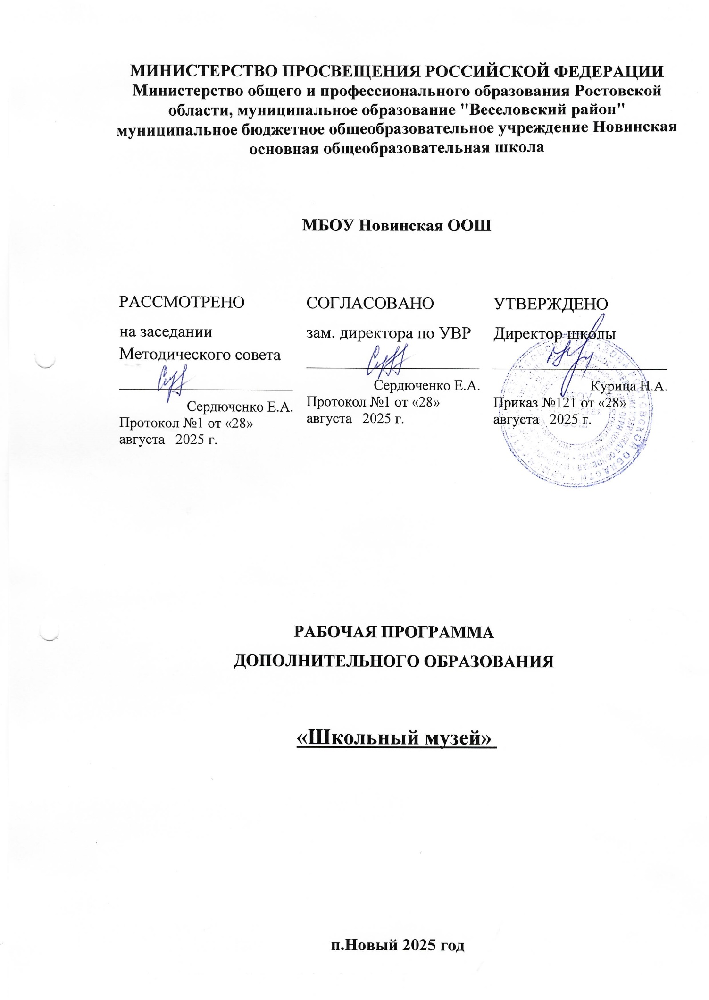 МИНИСТЕРСТВО ПРОСВЕЩЕНИЯ РОССИЙСКОЙ ФЕДЕРАЦИИ
Министерство общего и профессионального образования Ростовской
области, муниципальное образование "Веселовский район"
муниципальное бюджетное общеобразовательное учреждение Новинская
основная общеобразовательная школа
МБОУ Новинская ООШ
РАССМОТРЕНО
на заседании
Методического совета
Сердюченко Е.А.
Протокол №1 от «28»
августа 2025 г.
СОГЛАСОВАНО
зам. директора по УВР
Сердюченко Е.А.
Протокол №1 от «28»
августа 2025 г.
УТВЕРЖДЕНО
Директор школы
Курица Н.А.
Приказ №121 от «28»
августа 2025 г.
РАБОЧАЯ ПРОГРАММА
ДОПОЛНИТЕЛЬНОГО ОБРАЗОВАНИЯ
«Школьный музей»
п.Новый 2025 год